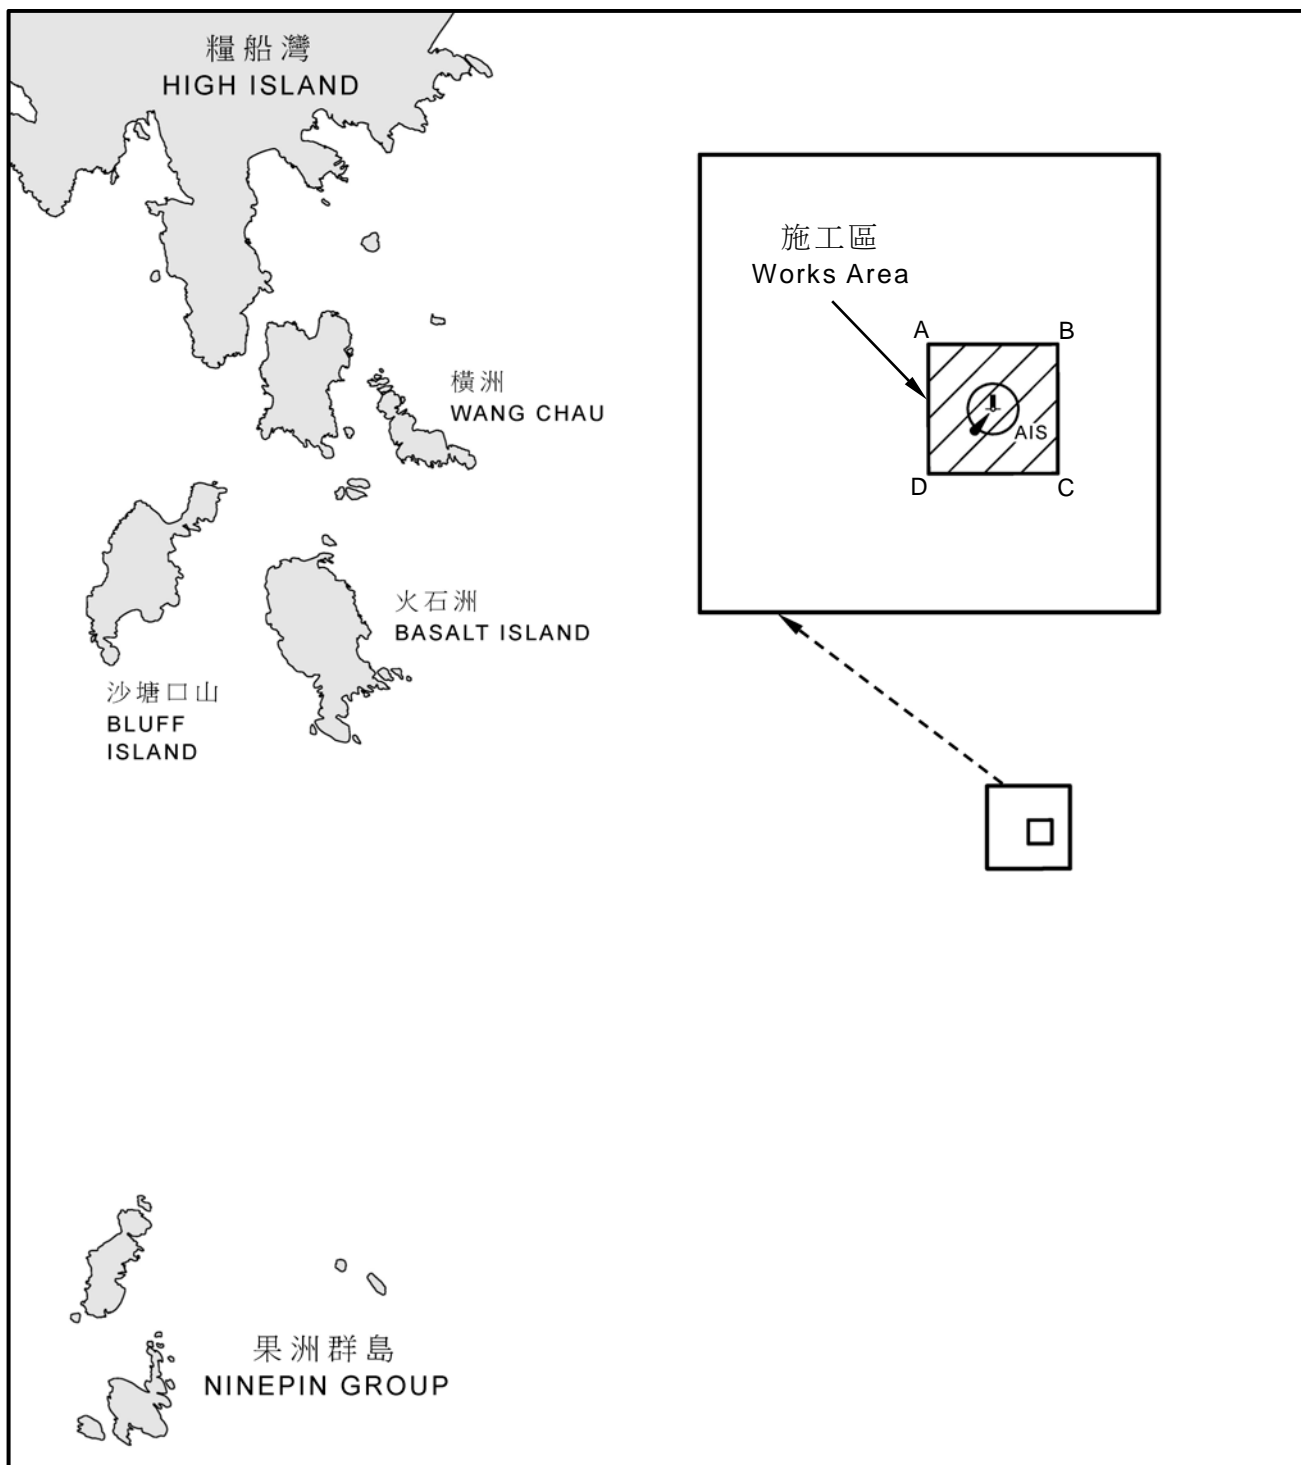 糧船灣
HIGH ISLAND
施工區
Works Area
A
B
橫洲
WANG CHAU
AIS
D
C
火石洲
BASALT ISLAND
沙塘口山
BLUFF
ISLAND
果洲群島
NINEPIN GROUP